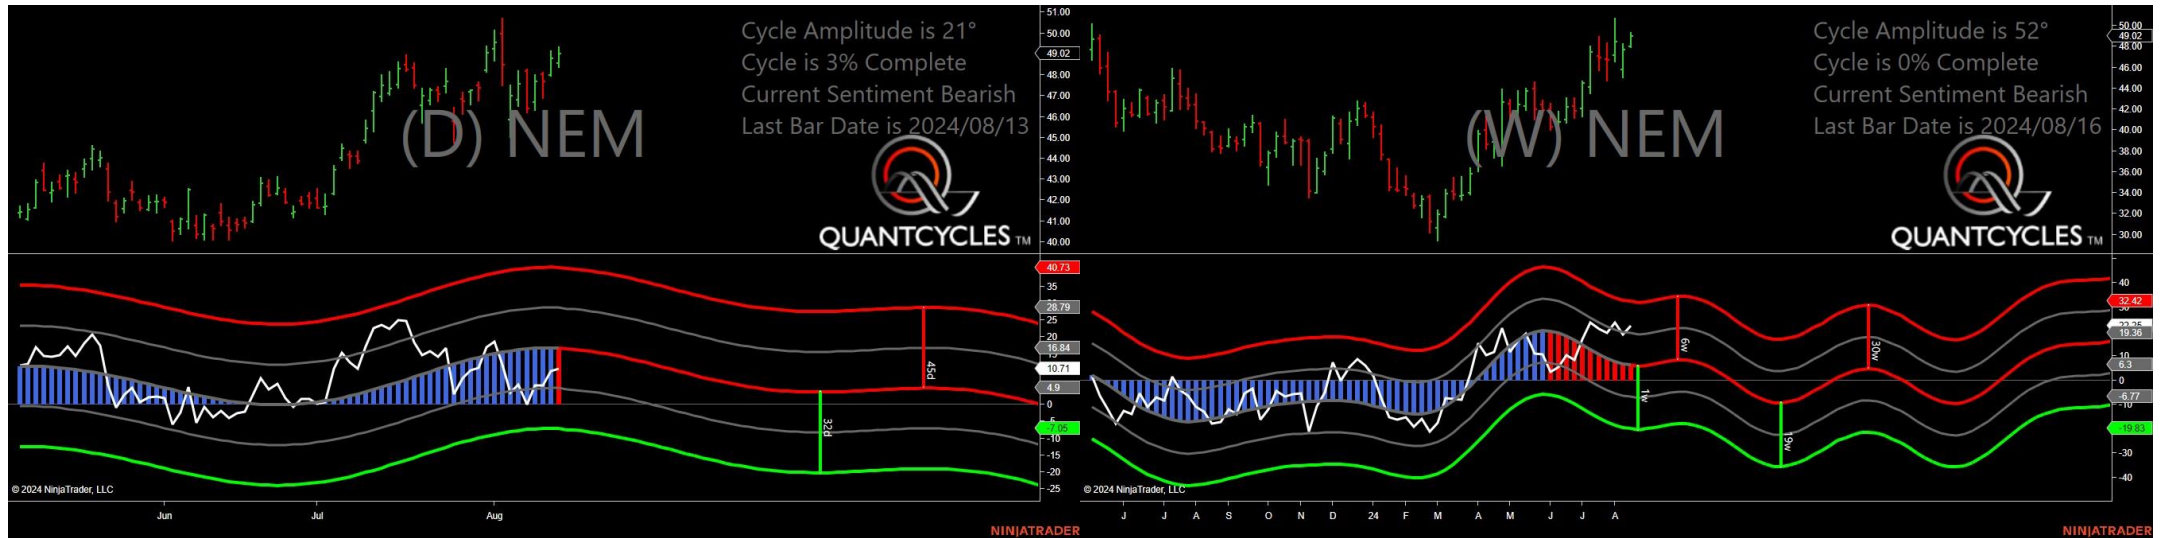 Cycle Amplitude is 21°
Cycle is 3% Complete
Current Sentiment Bearish
Last Bar Date is 2024/08/13
(D) NEM
QUANTCYCLES TM
51.00
50.00
49.02
48.00
47.00
46.00
45.00
44.00
43.00
42.00
41.00
40.00
40.73
35
28.79
25
20
16.84
10.71
4.9
0
-7.05
-10
-15
-20
-25
45d
32d
© 2024 NinjaTrader, LLC
Jun
Jul
Aug
NINJATRADER
Cycle Amplitude is 52°
Cycle is 0% Complete
Current Sentiment Bearish
Last Bar Date is 2024/08/16
(W) NEM
QUANTCYCLES TM
50.00
49.02
48.00
46.00
44.00
42.00
40.00
38.00
36.00
34.00
32.00
30.00
40
32.42
19.36
10
6.3
0
-6.77
-10
-19.83
-30
-40
6w
30w
11w
19w
© 2024 NinjaTrader, LLC
J
J
A
S
O
N
D
24
F
M
A
M
J
J
A
NINJATRADER